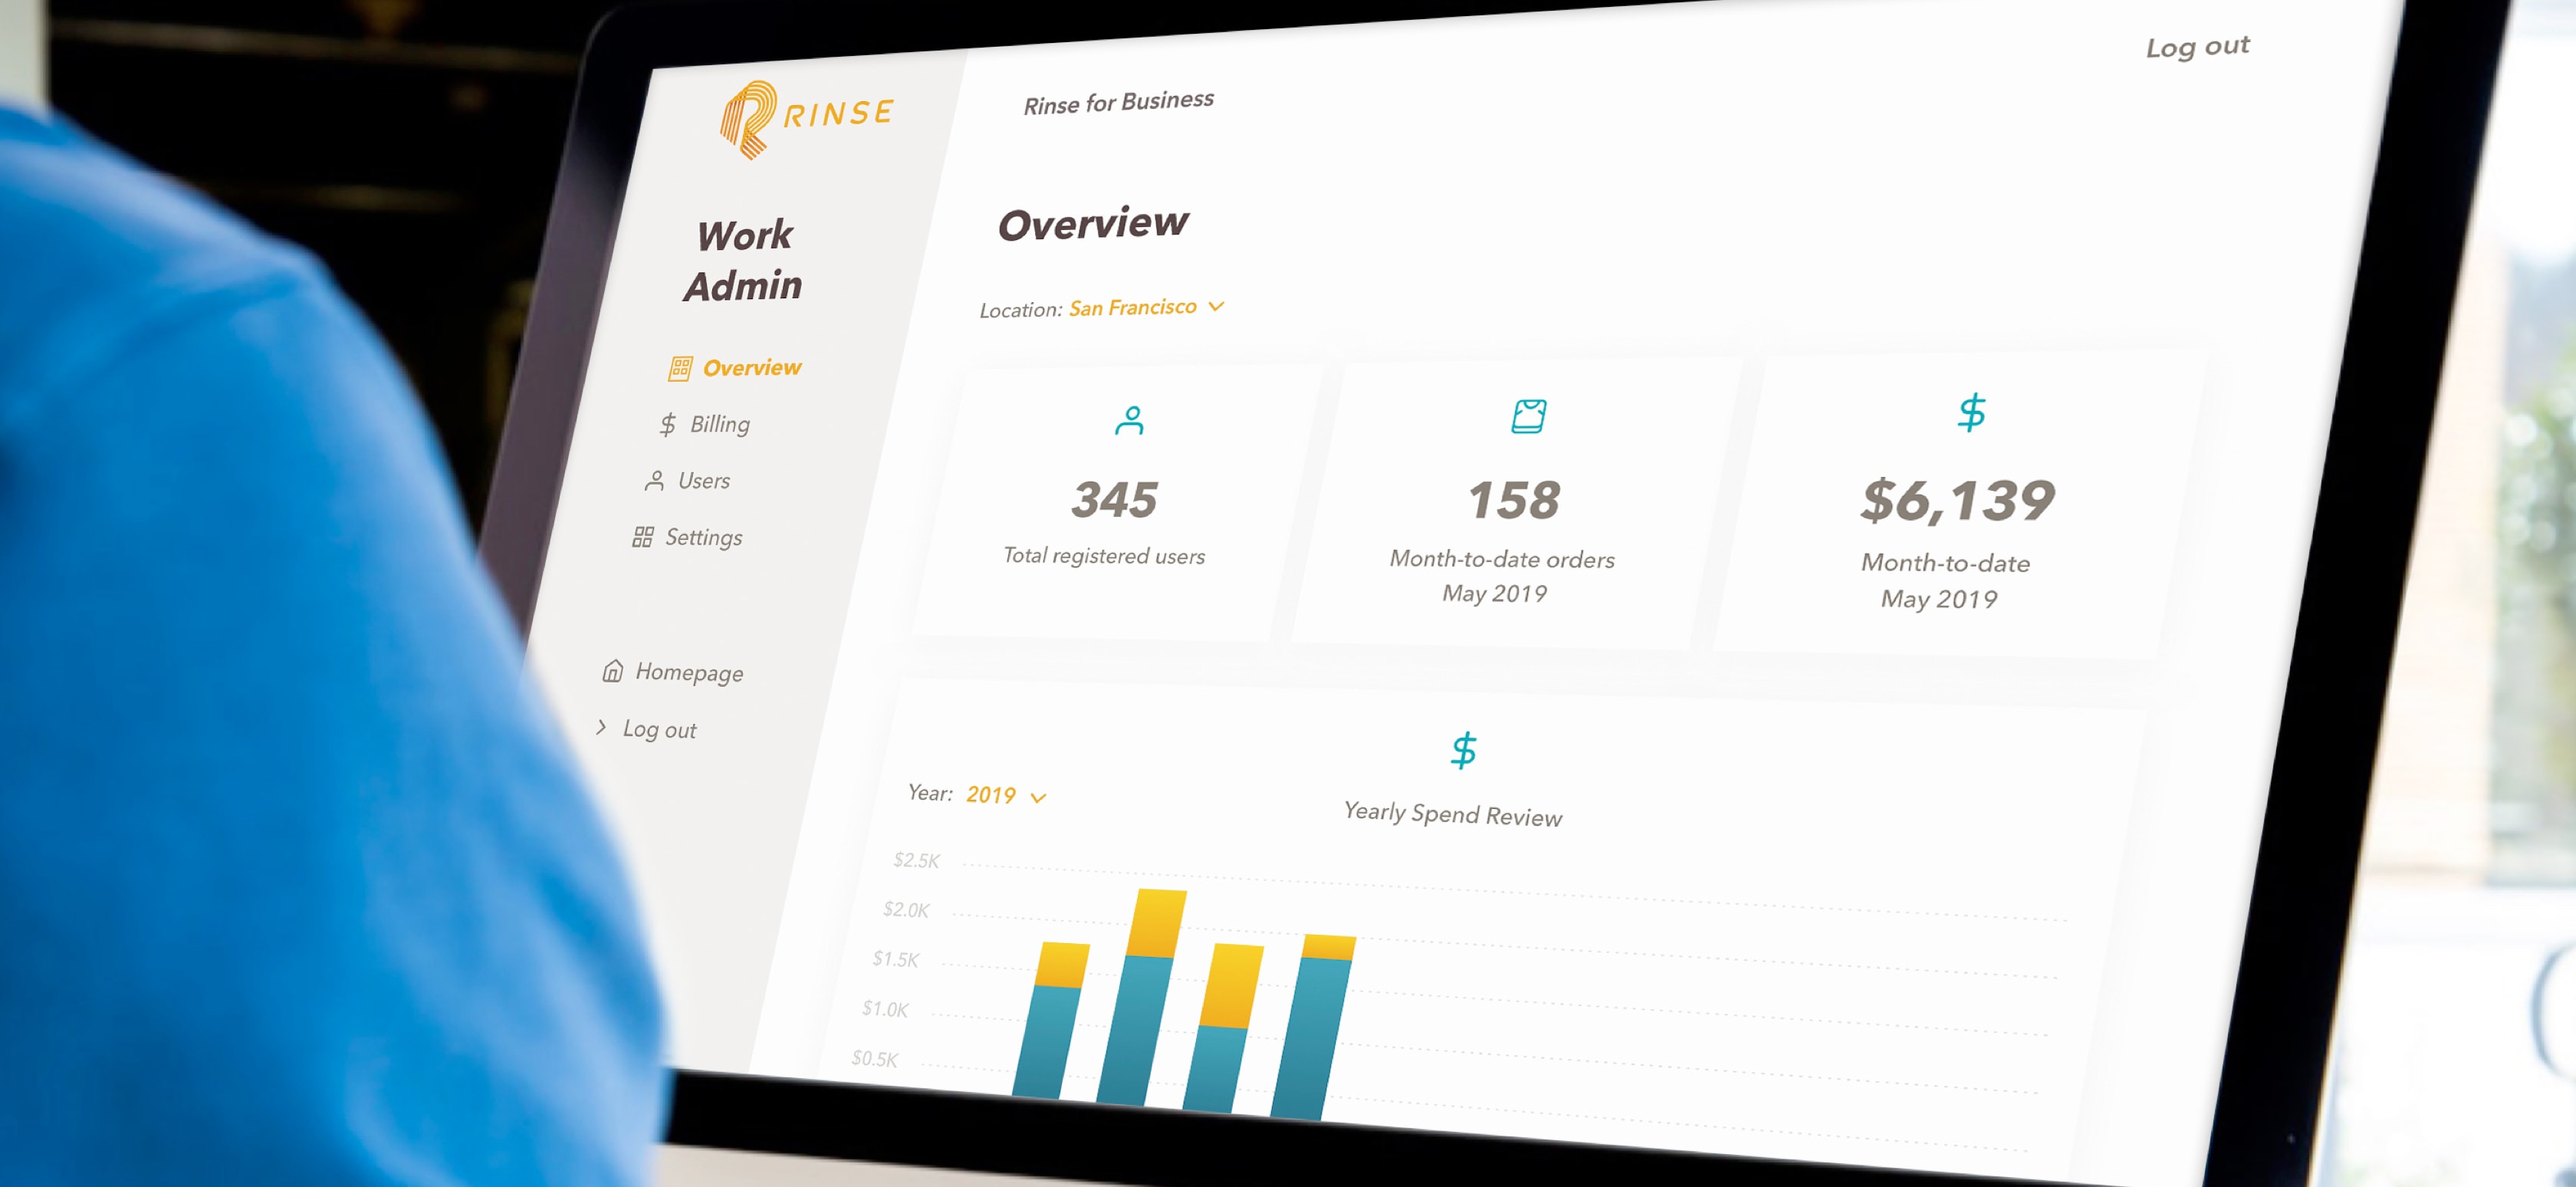 RINSE
Work
Admin
Overview
Billing
Users
Settings
Homepage
Log out
Rinse for Business
Log out
Overview
Location: San Francisco
345
Total registered users
158
Month-to-date orders
May 2019
$6,139
Month-to-date
May 2019
Year: 2019
Yearly Spend Review
$2.5K
$2.0K
$1.5K
$1.0K
$0.5K